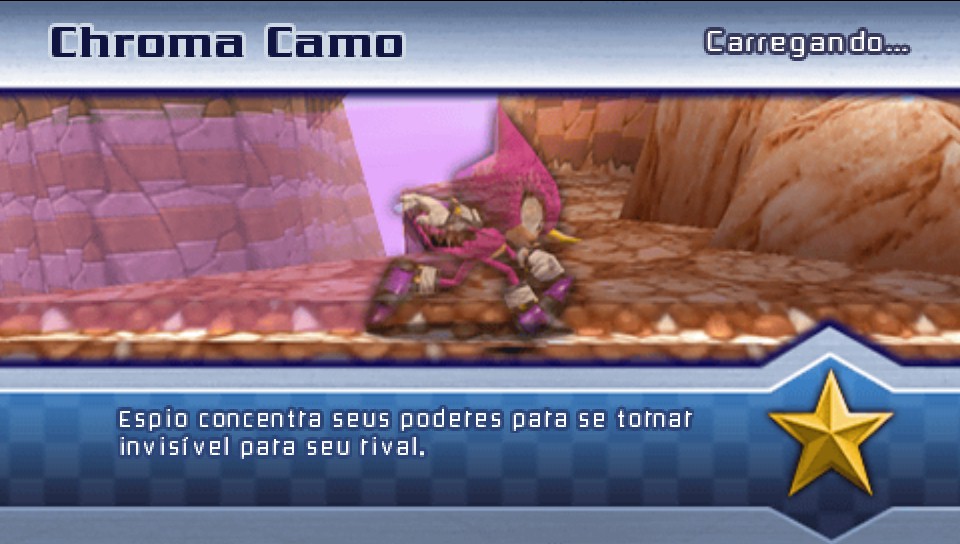 Chroma Camo
Carregando...
Espio concentra seus poderes para se tornar
invisível para seu rival.